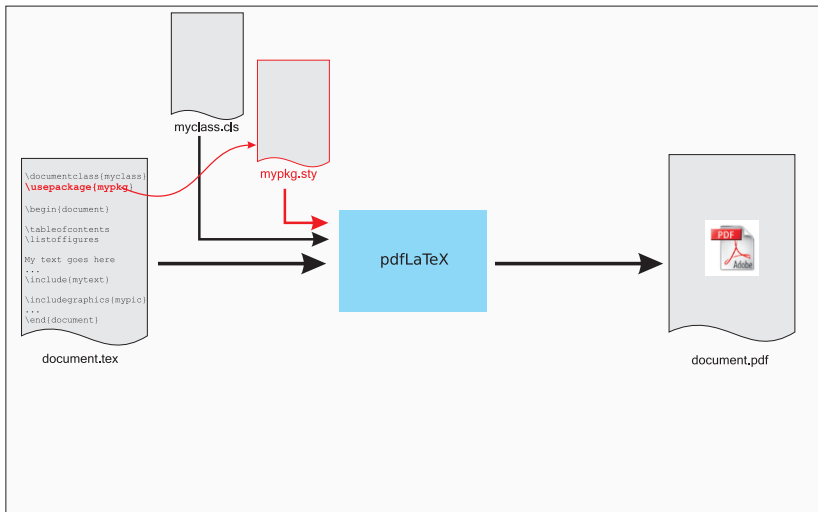 myclass.cls
mypkg.sty
\documentclass{myclass}
\usepackage{mypkg}
\begin{document}
\tableofcontents
\listoffigures
My text goes here
...
\include{mytext}
\includegraphics{mypic}
...
\end{document}
document.tex
pdfLaTeX
PDF
Adobe
document.pdf